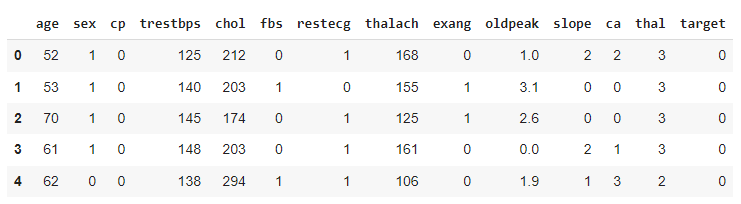 age sex cp trestbps chol fbs restecg thalach exang oldpeak slope ca thal target
0 52 1 0 125 212 0 1 168 0 1.0 2 2 3 0
1 53 1 0 140 203 1 0 155 1 3.1 0 0 3 0
2 70 1 0 145 174 0 1 125 1 2.6 0 0 3 0
3 61 1 0 148 203 0 1 161 0 0.0 2 1 3 0
4 62 0 0 138 294 1 1 106 0 1.9 1 3 2 0